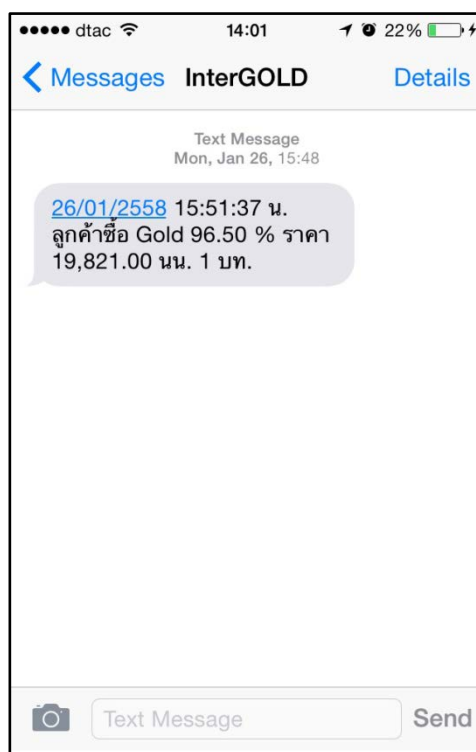 dtac 14:01 22%
Messages InterGOLD Details
Text Message
Mon, Jan 26, 15:48
26/01/2558 15:51:37 น.
ลูกค้าซื้อ Gold 96.50 % ราคา
19,821.00 นน. 1 บท.
Text Message Send